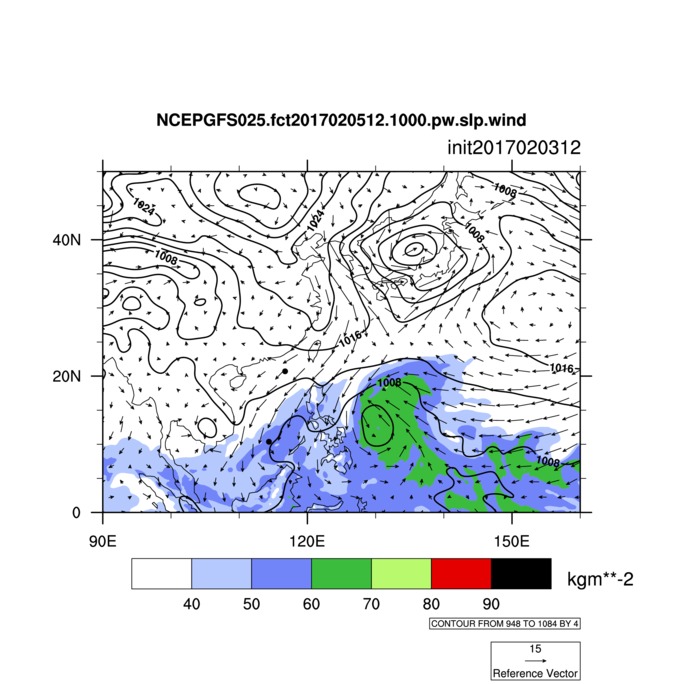 NCEPGFS025.fct2017020512.1000.pw.slp.wind
init2017020312
1008
1024
1024
1008
40N
1008
1016
1016
20N
1008
1008
0
90E 120E 150E
kgm**-2
40 50 60 70 80 90
CONTOUR FROM 948 TO 1084 BY 4
15
Reference Vector